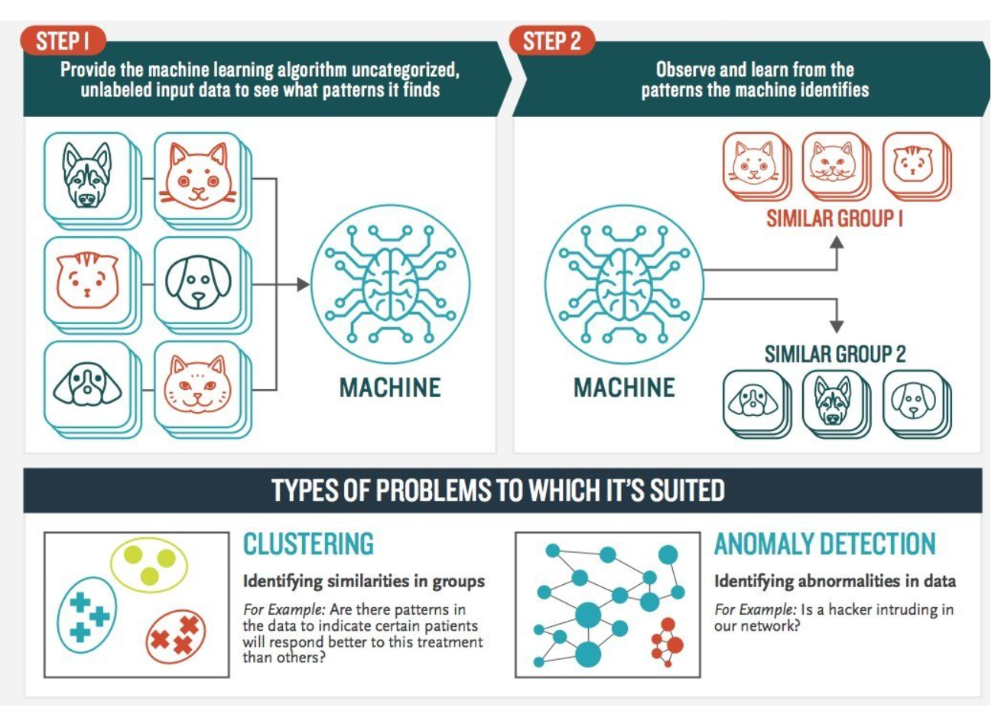 STEP 1
Provide the machine learning algorithm uncategorized,
unlabeled input data to see what patterns it finds
MACHINE
STEP 2
Observe and learn from the
patterns the machine identifies
SIMILAR GROUP 1
MACHINE
SIMILAR GROUP 2
TYPES OF PROBLEMS TO WHICH IT'S SUITED
CLUSTERING
Identifying similarities in groups
For Example: Are there patterns in
the data to indicate certain patients
will respond better to this treatment
than others?
ANOMALY DETECTION
Identifying abnormalities in data
For Example: Is a hacker intruding in
our network?